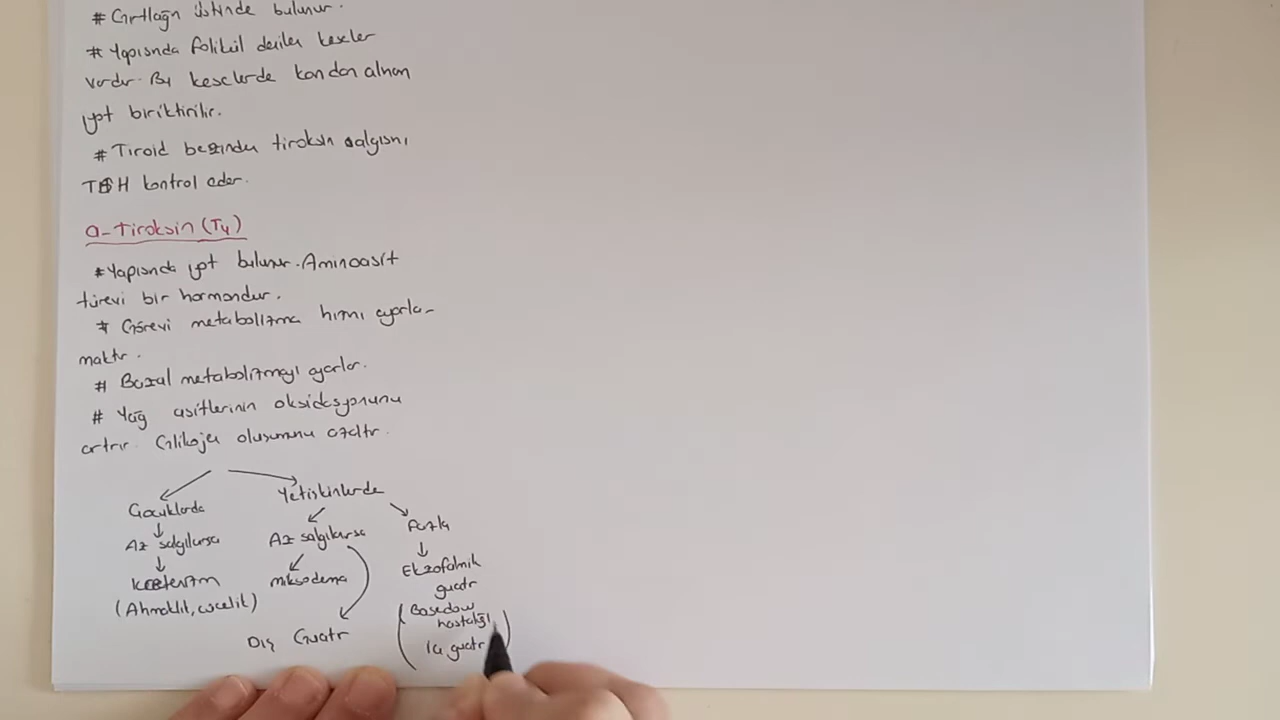 # Gırtlağın üstünde bulunur.
# Yapısında folikül denilen keseler
vardır. Bu keselerde kandan alınan
iyot biriktirilir.
# Tiroid bezinden tiroksin salgısını
TSH kontrol eder.
a-Tiroksin (T4)
# Yapısında iyot bulunur. Aminoasit
türevi bir hormondur.
# Görevi metabolizma hızını ayarla-
maktır.
# Bazal metabolizmayı ayarlar.
# Yağ asitlerinin oksidasyonunu
artırır. Glikojen oluşumunu azaltır.
Çocuklarda Yetişkinlerde
Az salgılanırsa Az salgılanırsa Fazla
Kretenizm miksodema Ekzoftalmik
guatr
(Ahmaklık, cücelik) (Basedow
hastalığı
Dış Guatr İç guatr)